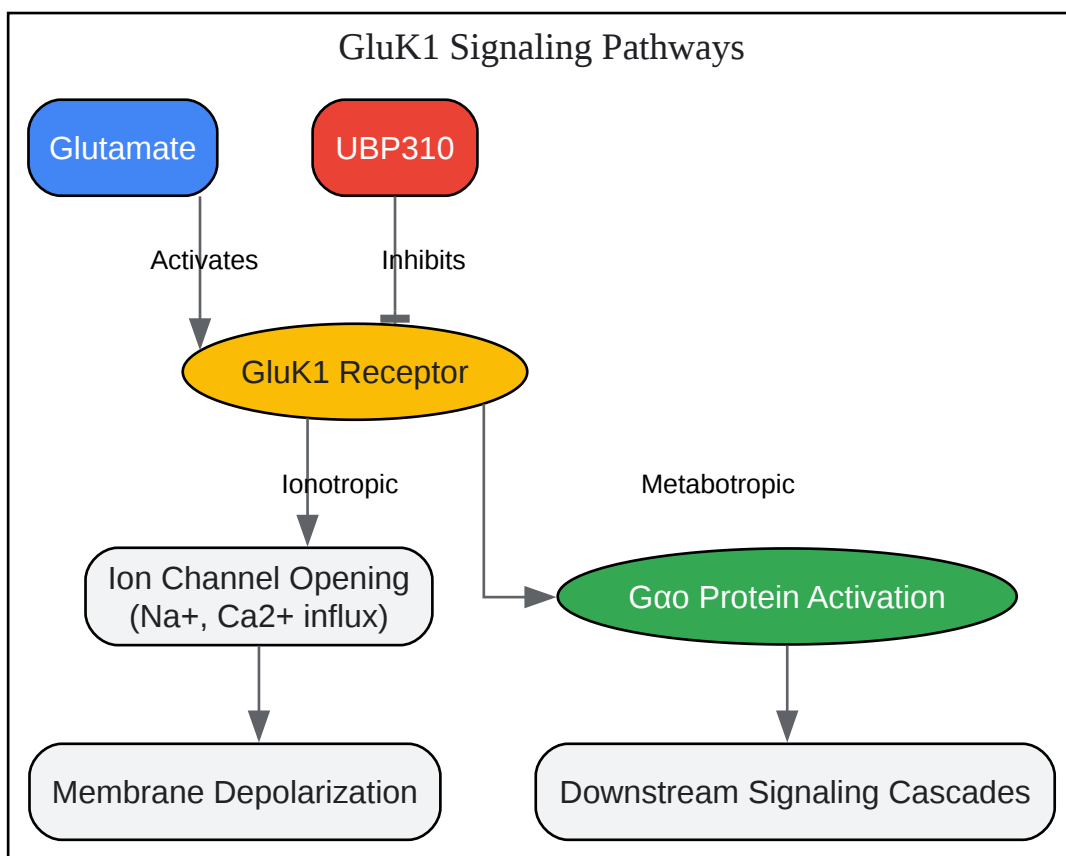 GluK1 Signaling Pathways
Glutamate
UBP310
Activates
Inhibits
GluK1 Receptor
Ionotropic
Metabotropic
Ion Channel Opening
(Na+, Ca2+ influx)
Gαo Protein Activation
Membrane Depolarization
Downstream Signaling Cascades